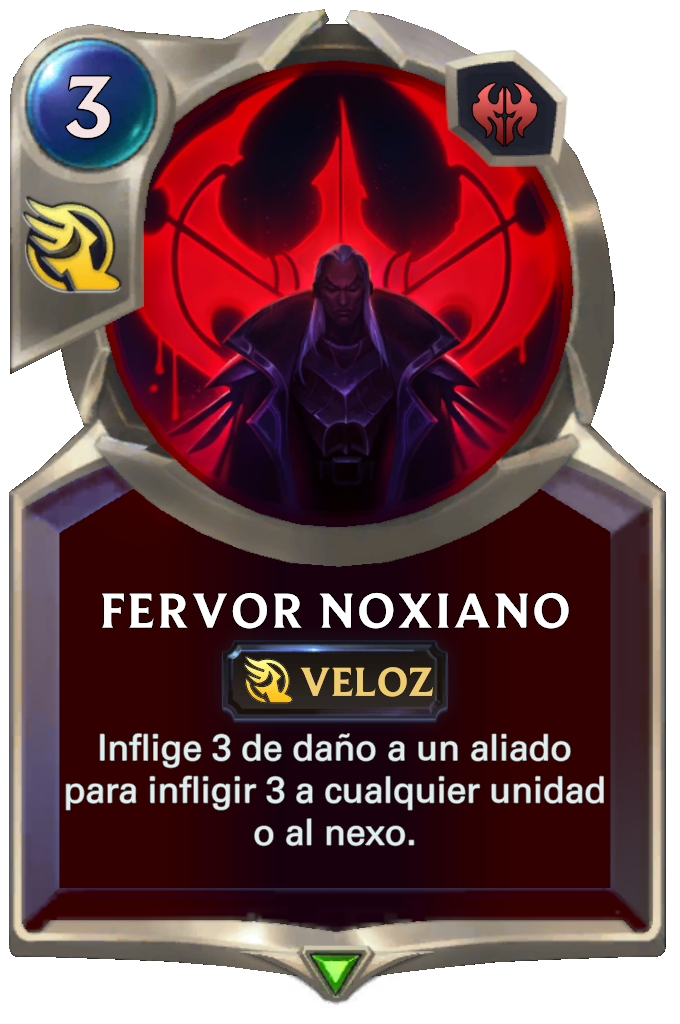 3
FERVOR NOXIANO
VELOZ
Inflige 3 de daño a un aliado
para infligir 3 a cualquier unidad
o al nexo.